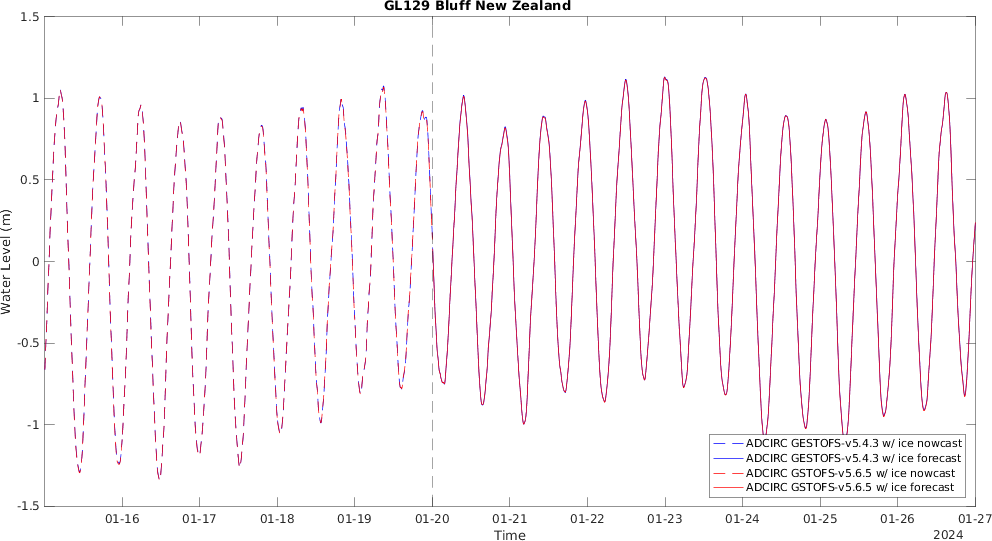 GL129 Bluff New Zealand
1.5
1
0.5
0
-0.5
-1
-1.5
Water Level (m)
ADCIRC GESTOFS-v5.4.3 w/ ice nowcast
ADCIRC GESTOFS-v5.4.3 w/ ice forecast
ADCIRC GSTOFS-v5.6.5 w/ ice nowcast
ADCIRC GSTOFS-v5.6.5 w/ ice forecast
01-16 01-17 01-18 01-19 01-20 01-21 01-22 01-23 01-24 01-25 01-26 01-27
Time
2024